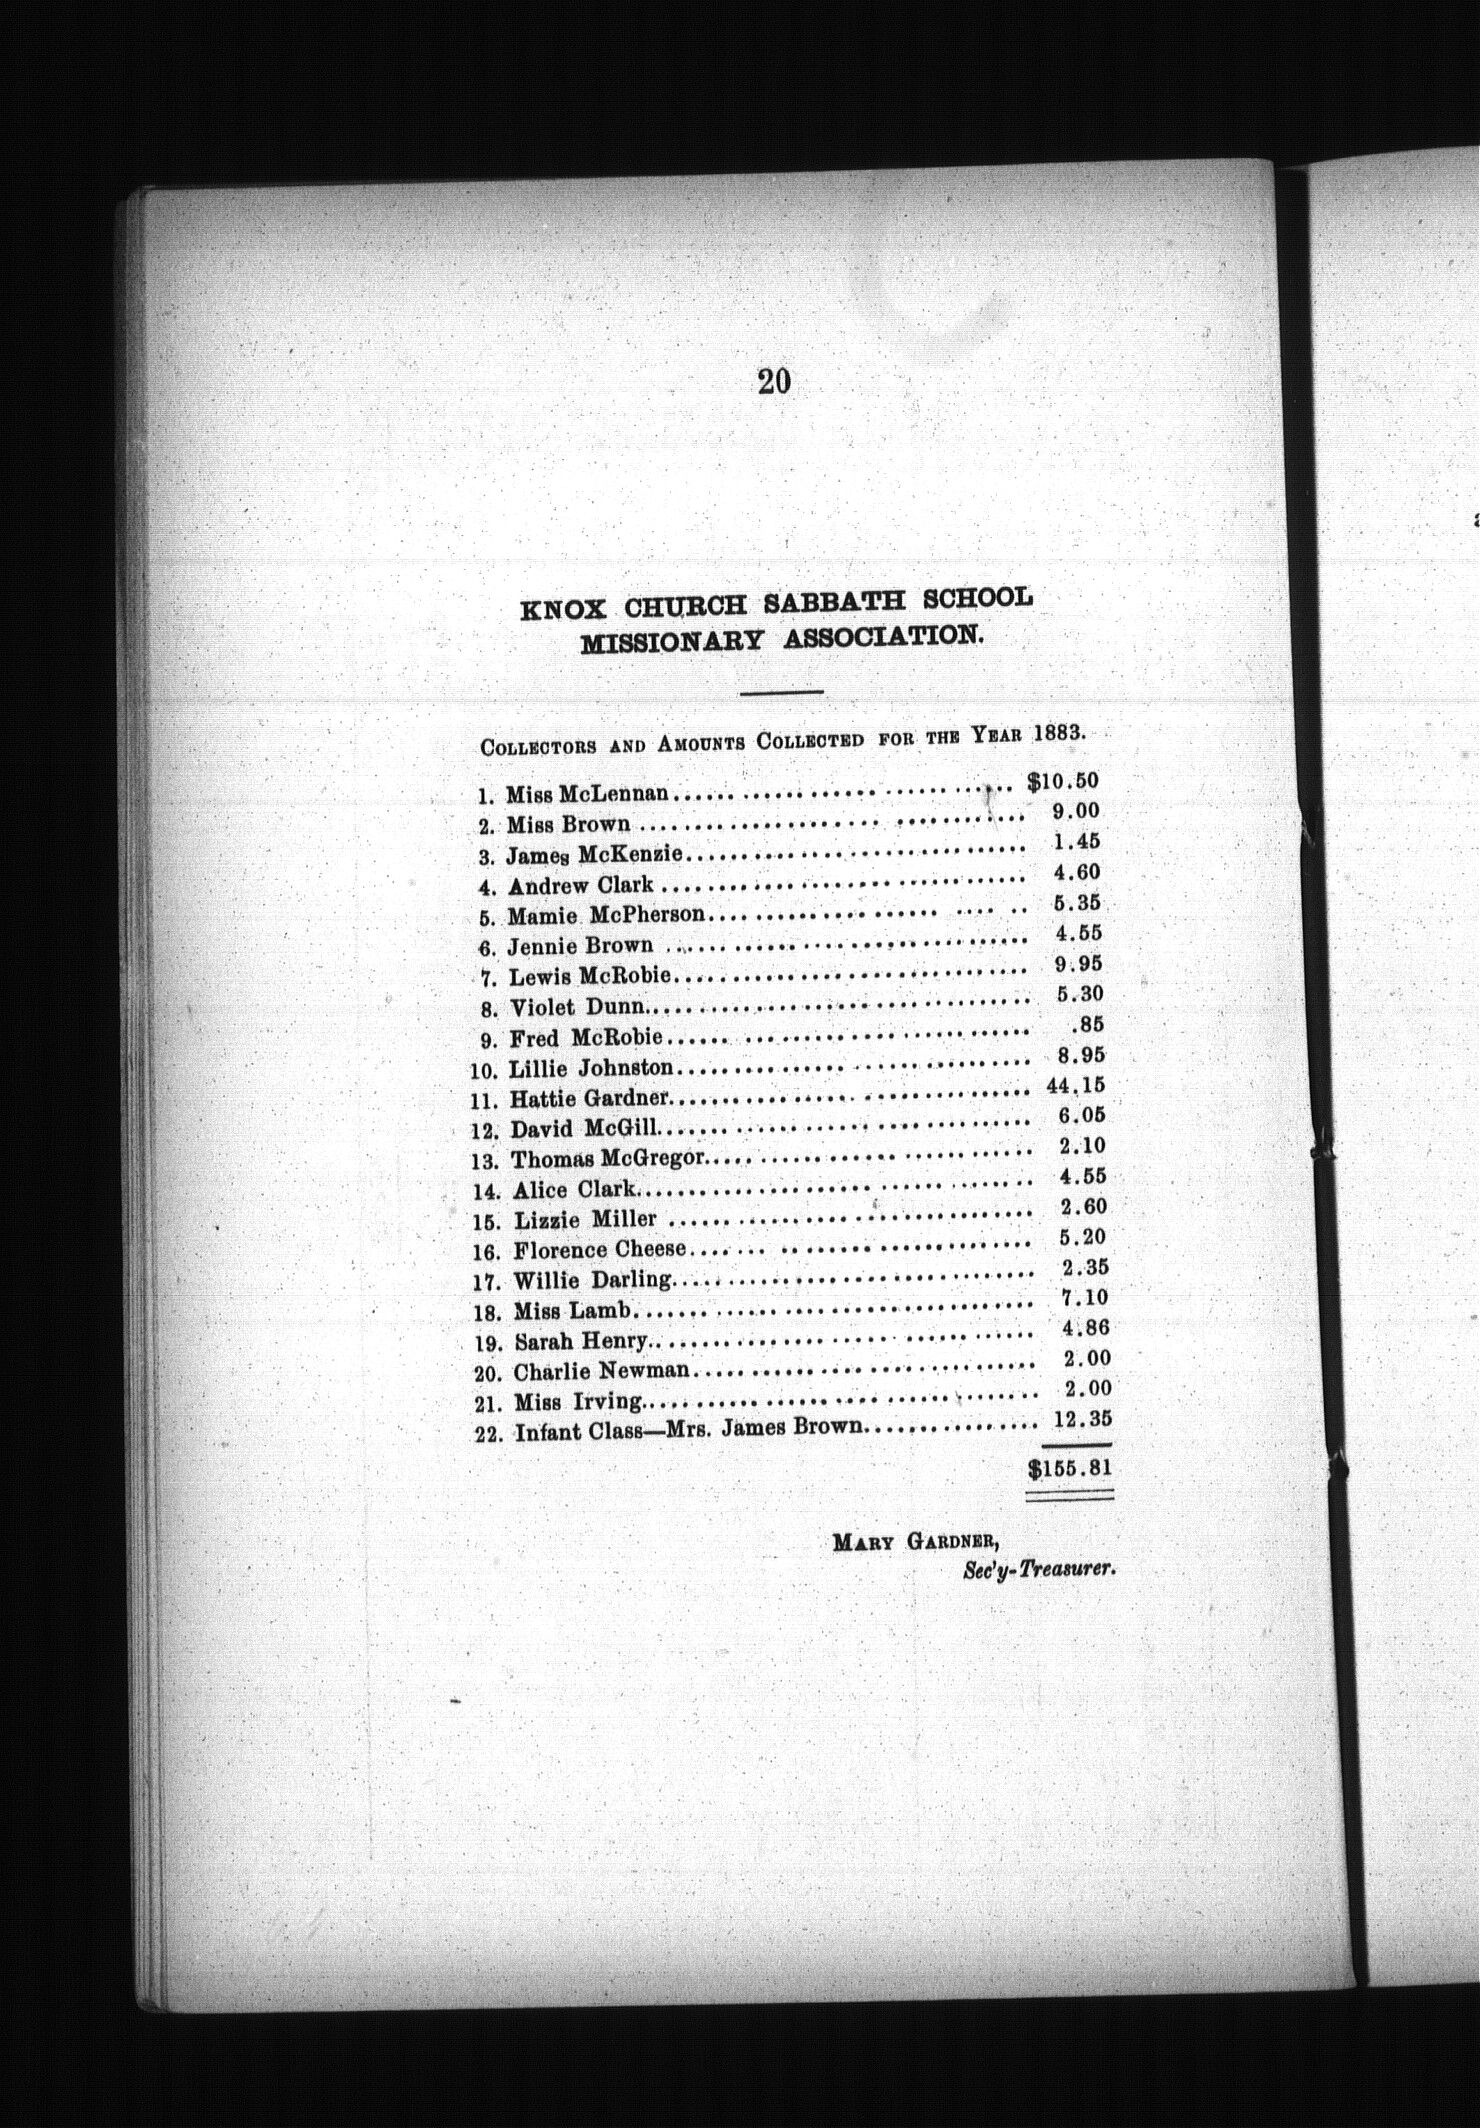 20
KNOX CHURCH SABBATH SCHOOL
MISSIONARY ASSOCIATION.
COLLECTORS AND AMOUNTS COLLECTED FOR THE YEAR 1883.
1. Miss McLennan........ $10.50
2. Miss Brown ........ 9.00
3. James McKenzie........ 1.45
4. Andrew Clark ........ 4.60
5. Mamie McPherson........ 5.35
6. Jennie Brown ........ 4.55
7. Lewis McRobie........ 9.95
8. Violet Dunn........ 5.30
9. Fred McRobie........ .85
10. Lillie Johnston........ 8.95
11. Hattie Gardner........ 44.15
12. David McGill........ 6.05
13. Thomas McGregor........ 2.10
14. Alice Clark........ 4.55
15. Lizzie Miller ........ 2.60
16. Florence Cheese........ 5.20
17. Willie Darling........ 2.35
18. Miss Lamb........ 7.10
19. Sarah Henry........ 4.86
20. Charlie Newman........ 2.00
21. Miss Irving........ 2.00
22. Infant Class—Mrs. James Brown........ 12.35
$155.81
MARY GARDNER,
Sec'y-Treasurer.